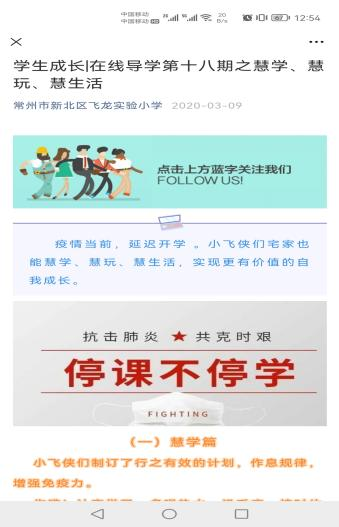 中国移动
中国移动 HD
20
B/s
12:54
学生成长|在线导学第十八期之慧学、慧
玩、慧生活
常州市新北区飞龙实验小学 2020-03-09
点击上方蓝字关注我们
FOLLOW US!
疫情当前，延迟开学 。小飞侠们宅家也
能慧学、慧玩、慧生活，实现更有价值的自
我成长。
抗击肺炎 ★ 共克时艰
停课不停学
FIGHTING
（一）慧学篇
小飞侠们制订了行之有效的计划，作息规律，
增强免疫力。